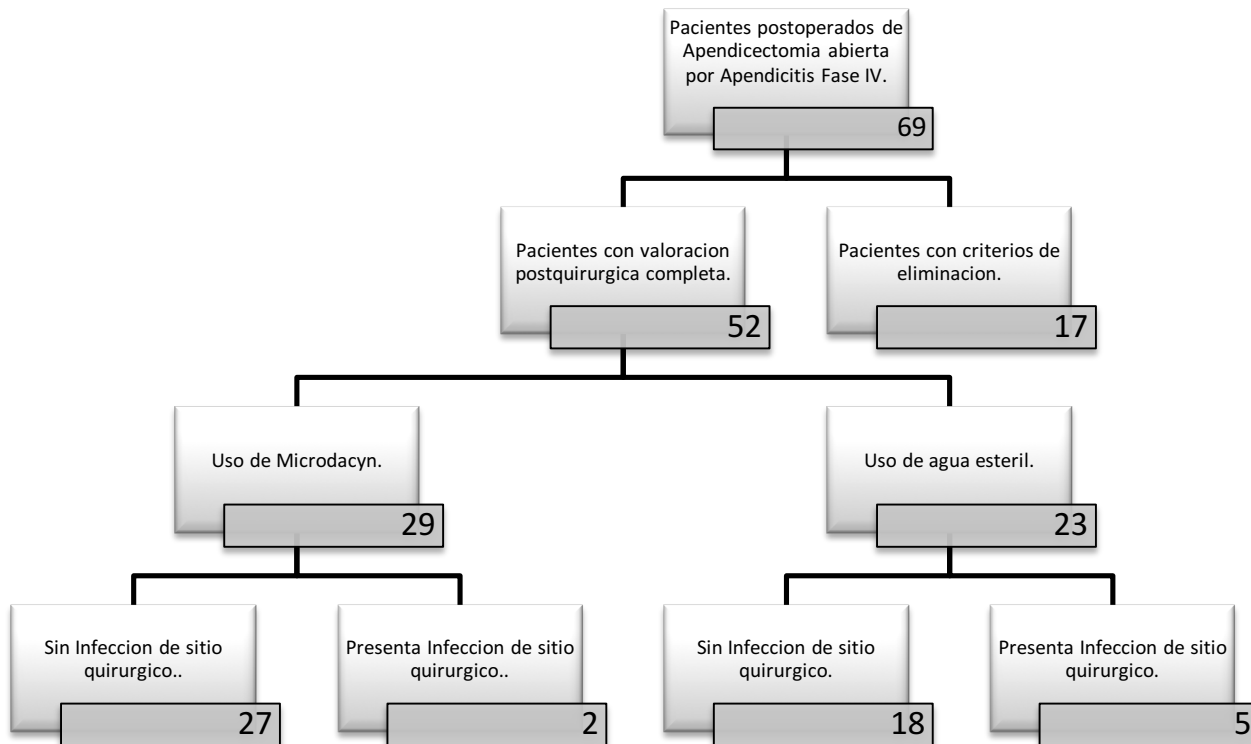 Pacientes postoperados de
Apendicectomia abierta
por Apendicitis Fase IV.
69
Pacientes con valoracion
postquirurgica completa.
52
Pacientes con criterios de
eliminacion.
17
Uso de Microdacyn.
29
Uso de agua esteril.
23
Sin Infeccion de sitio
quirurgico..
27
Presenta Infeccion de sitio
quirurgico..
2
Sin Infeccion de sitio
quirurgico.
18
Presenta Infeccion de sitio
quirurgico.
5